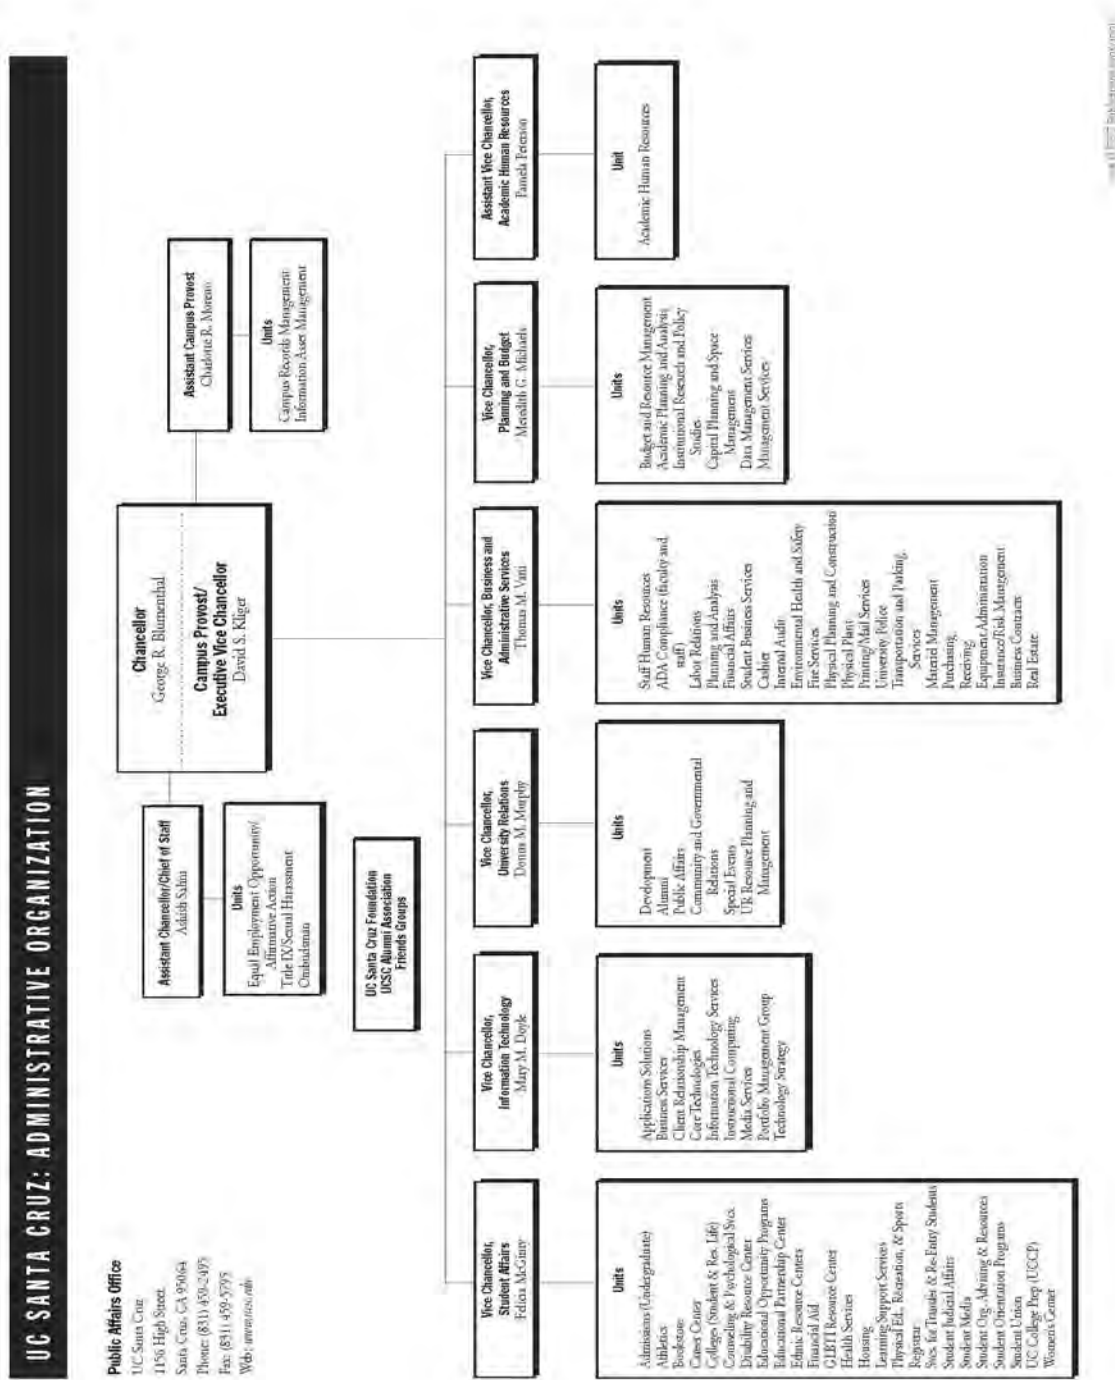 UC SANTA CRUZ: ADMINISTRATIVE ORGANIZATION
Public Affairs Office
UC Santa Cruz
1156 High Street
Santa Cruz, CA 95064
Phone: (831) 459-2495
Fax: (831) 459-5795
Web: www.ucsc.edu
Chancellor
George R. Blumenthal
Campus Provost/
Executive Vice Chancellor
David S. Kliger
Assistant Chancellor/Chief of Staff
Ashish Sahni
Units
Equal Employment Opportunity/
Affirmative Action
Title IX/Sexual Harassment
Ombudsman
Assistant Campus Provost
Charlotte R. Moreno
Units
Campus Records Management
Information Asset Management
UC Santa Cruz Foundation
UCSC Alumni Association
Friends Groups
Vice Chancellor,
Student Affairs
Felicia McGinty
Units
Admissions (Undergraduate)
Athletics
Bookstore
Career Center
Colleges (Student & Res. Life)
Counseling & Psychological Svcs.
Disability Resource Center
Educational Opportunity Programs
Educational Partnership Center
Ethnic Resource Centers
Financial Aid
GLBTI Resource Center
Health Services
Housing
Learning Support Services
Physical Ed., Recreation, & Sports
Registrar
Svcs. for Transfer & Re-Entry Students
Student Judicial Affairs
Student Media
Student Org. Advising & Resources
Student Orientation Programs
Student Union
UC College Prep (UCCP)
Women's Center
Vice Chancellor,
Information Technology
Mary M. Doyle
Units
Applications Solutions
Business Services
Client Relationship Management
Core Technologies
Information Technology Services
Instructional Computing
Media Services
Portfolio Management Group
Technology Strategy
Vice Chancellor,
University Relations
Donna M. Murphy
Units
Development
Alumni
Public Affairs
Community and Governmental
Relations
Special Events
UR Resource Planning and
Management
Vice Chancellor, Business and
Administrative Services
Thomas M. Vani
Units
Staff Human Resources
ADA Compliance (faculty and
staff)
Labor Relations
Planning and Analysis
Financial Affairs
Student Business Services
Cashier
Internal Audit
Environmental Health and Safety
Fire Services
Physical Planning and Construction
Physical Plant
Printing/Mail Services
University Police
Transportation and Parking
Services
Materiel Management
Purchasing
Receiving
Equipment Administration
Insurance/Risk Management
Business Contracts
Real Estate
Vice Chancellor,
Planning and Budget
Meredith G. Michaels
Units
Budget and Resource Management
Academic Planning and Analysis
Institutional Research and Policy
Studies
Capital Planning and Space
Management
Data Management Services
Management Services
Assistant Vice Chancellor,
Academic Human Resources
Pamela Peterson
Unit
Academic Human Resources